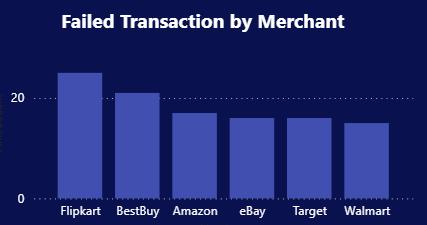 Failed Transaction by Merchant
20
0
Flipkart BestBuy Amazon eBay Target Walmart